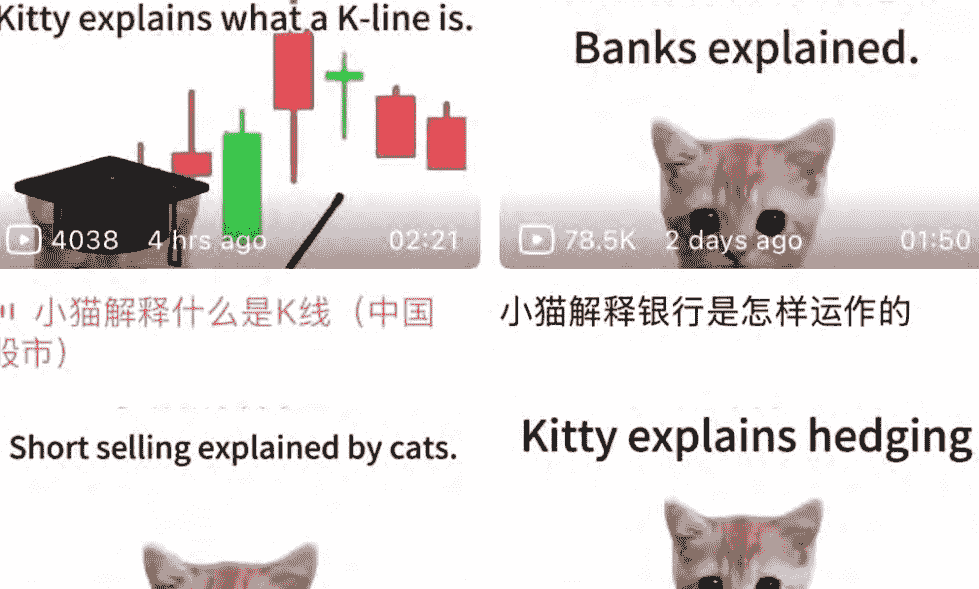 Kitty explains what a K-line is.
4038 4 hrs ago 02:21
小猫解释什么是K线（中国
股市）
Banks explained.
78.5K 2 days ago 01:50
小猫解释银行是怎样运作的
Short selling explained by cats.
Kitty explains hedging